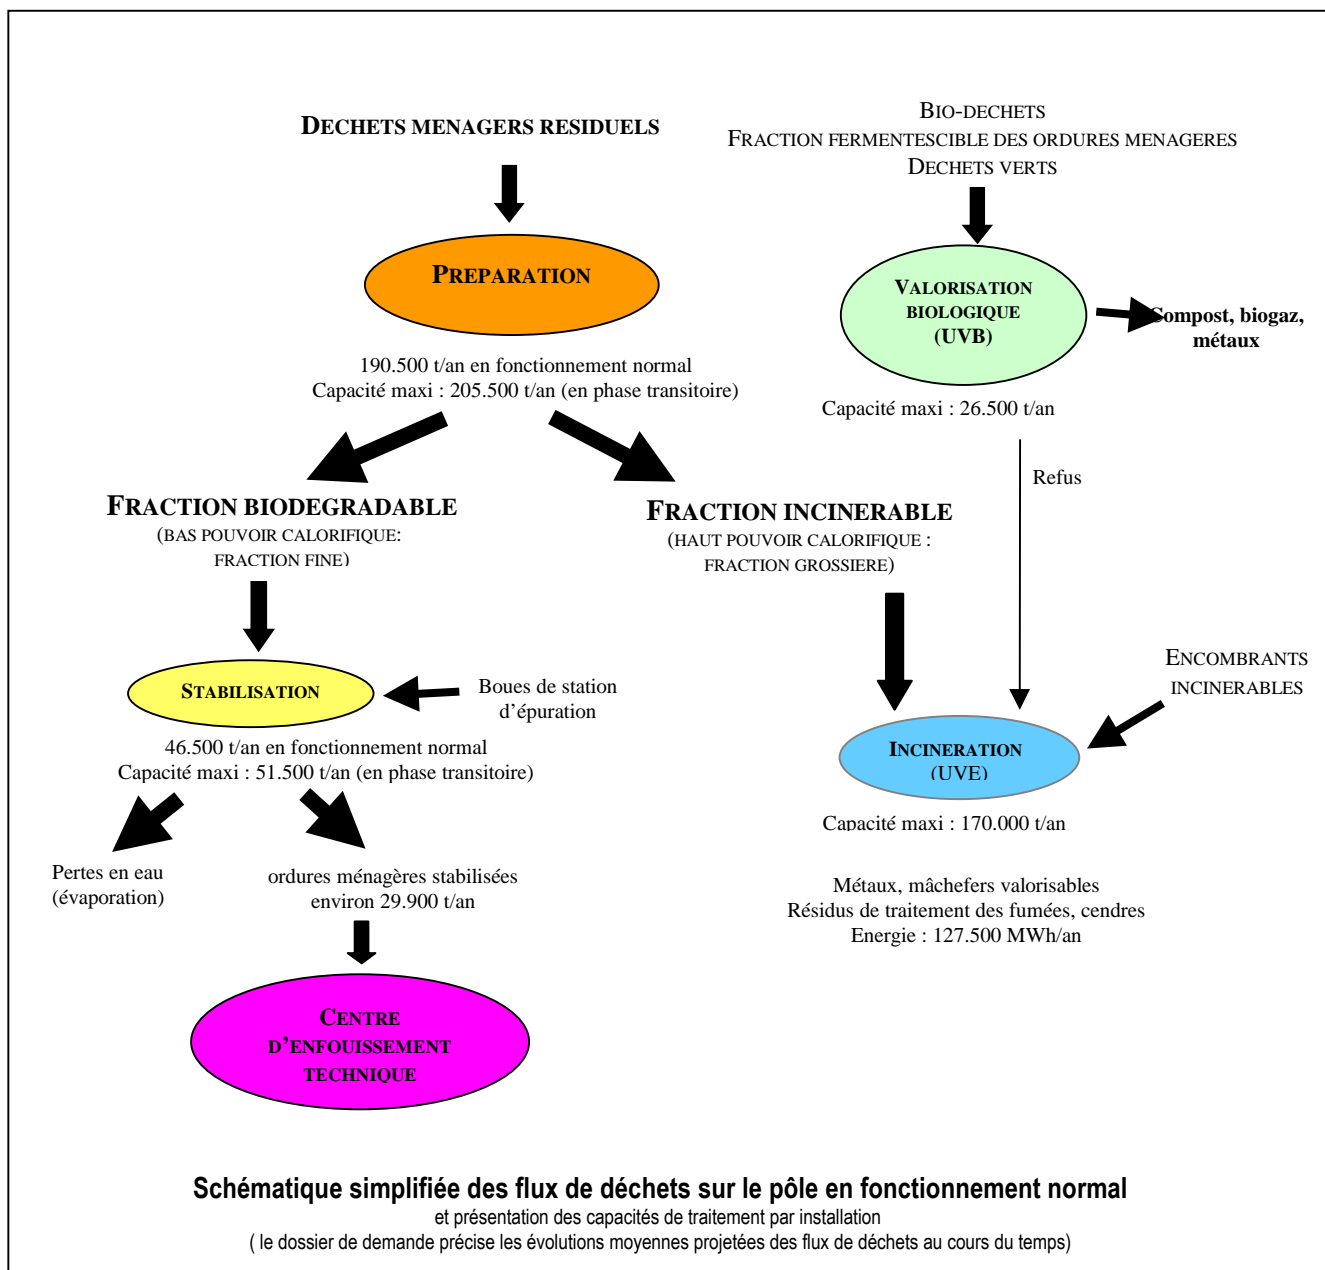 DECHETS MENAGERS RESIDUELS
BIO-DECHETS
FRACTION FERMENTESCIBLE DES ORDURES MENAGERES
DECHETS VERTS
PREPARATION
VALORISATION
BIOLOGIQUE
(UVB)
Compost, biogaz,
métaux
190.500 t/an en fonctionnement normal
Capacité maxi : 205.500 t/an (en phase transitoire)
Capacité maxi : 26.500 t/an
Refus
FRACTION BIODEGRADABLE
(BAS POUVOIR CALORIFIQUE:
FRACTION FINE)
FRACTION INCINERABLE
(HAUT POUVOIR CALORIFIQUE :
FRACTION GROSSIERE)
STABILISATION
Boues de station
d'épuration
ENCOMBRANTS
INCINERABLES
46.500 t/an en fonctionnement normal
Capacité maxi : 51.500 t/an (en phase transitoire)
INCINERATION
(UVE)
Capacité maxi : 170.000 t/an
Pertes en eau
(évaporation)
ordures ménagères stabilisées
environ 29.900 t/an
Métaux, mâchefers valorisables
Résidus de traitement des fumées, cendres
Energie : 127.500 MWh/an
CENTRE
D'ENFOUISSEMENT
TECHNIQUE
Schématique simplifiée des flux de déchets sur le pôle en fonctionnement normal
et présentation des capacités de traitement par installation
( le dossier de demande précise les évolutions moyennes projetées des flux de déchets au cours du temps)